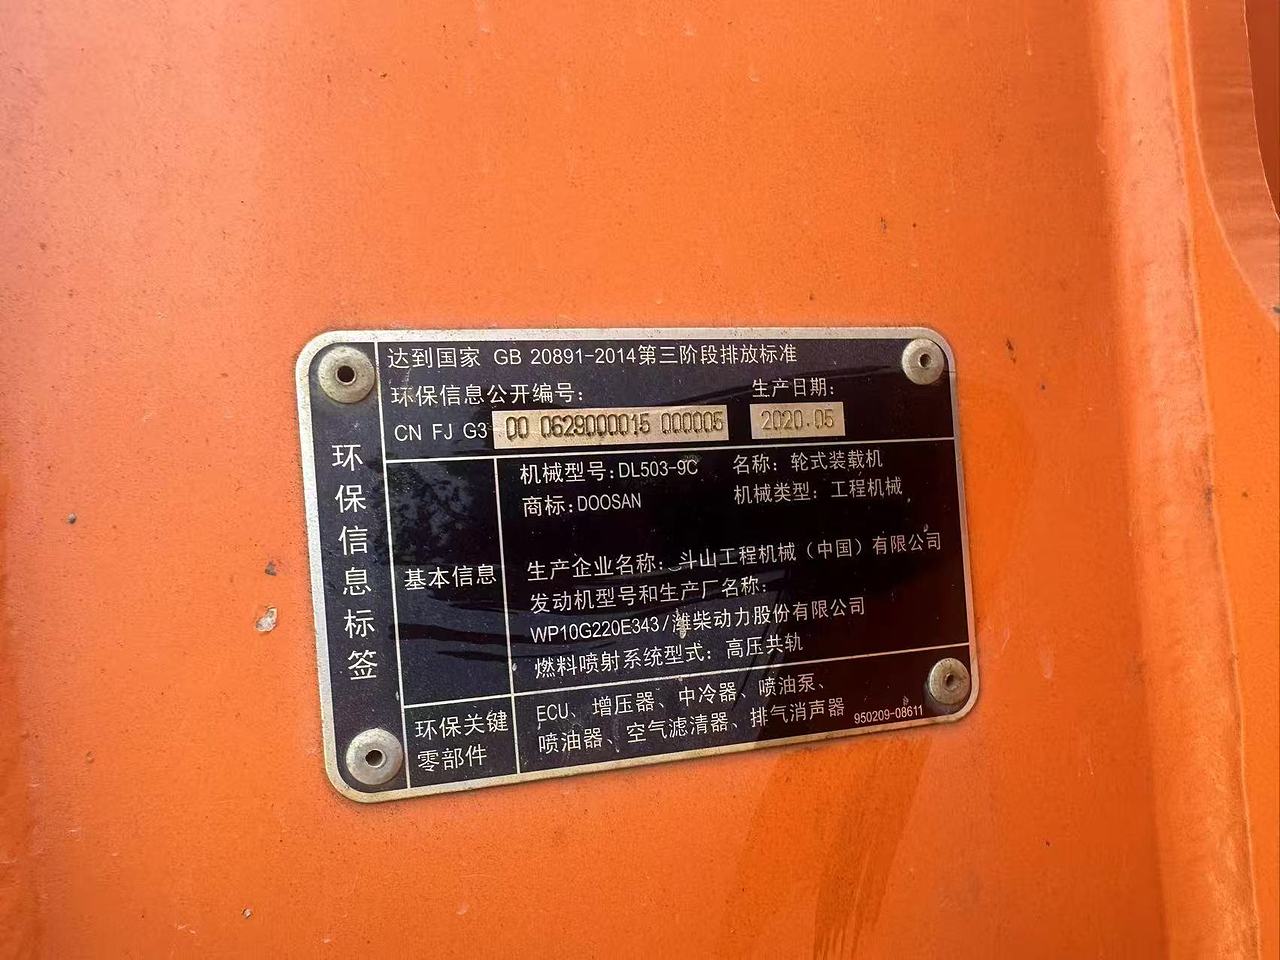 环保信息标签
达到国家 GB 20891-2014第三阶段排放标准
环保信息公开编号: 生产日期:
CN FJ G3 00 0629000015 000005 2020.05
基本信息
机械型号: DL503-9C 名称: 轮式装载机
商标: DOOSAN 机械类型: 工程机械
生产企业名称: 斗山工程机械(中国)有限公司
发动机型号和生产厂名称:
WP10G220E343/潍柴动力股份有限公司
燃料喷射系统型式: 高压共轨
环保关键
零部件
ECU、增压器、中冷器、喷油泵、
喷油器、空气滤清器、排气消声器 950209-08611